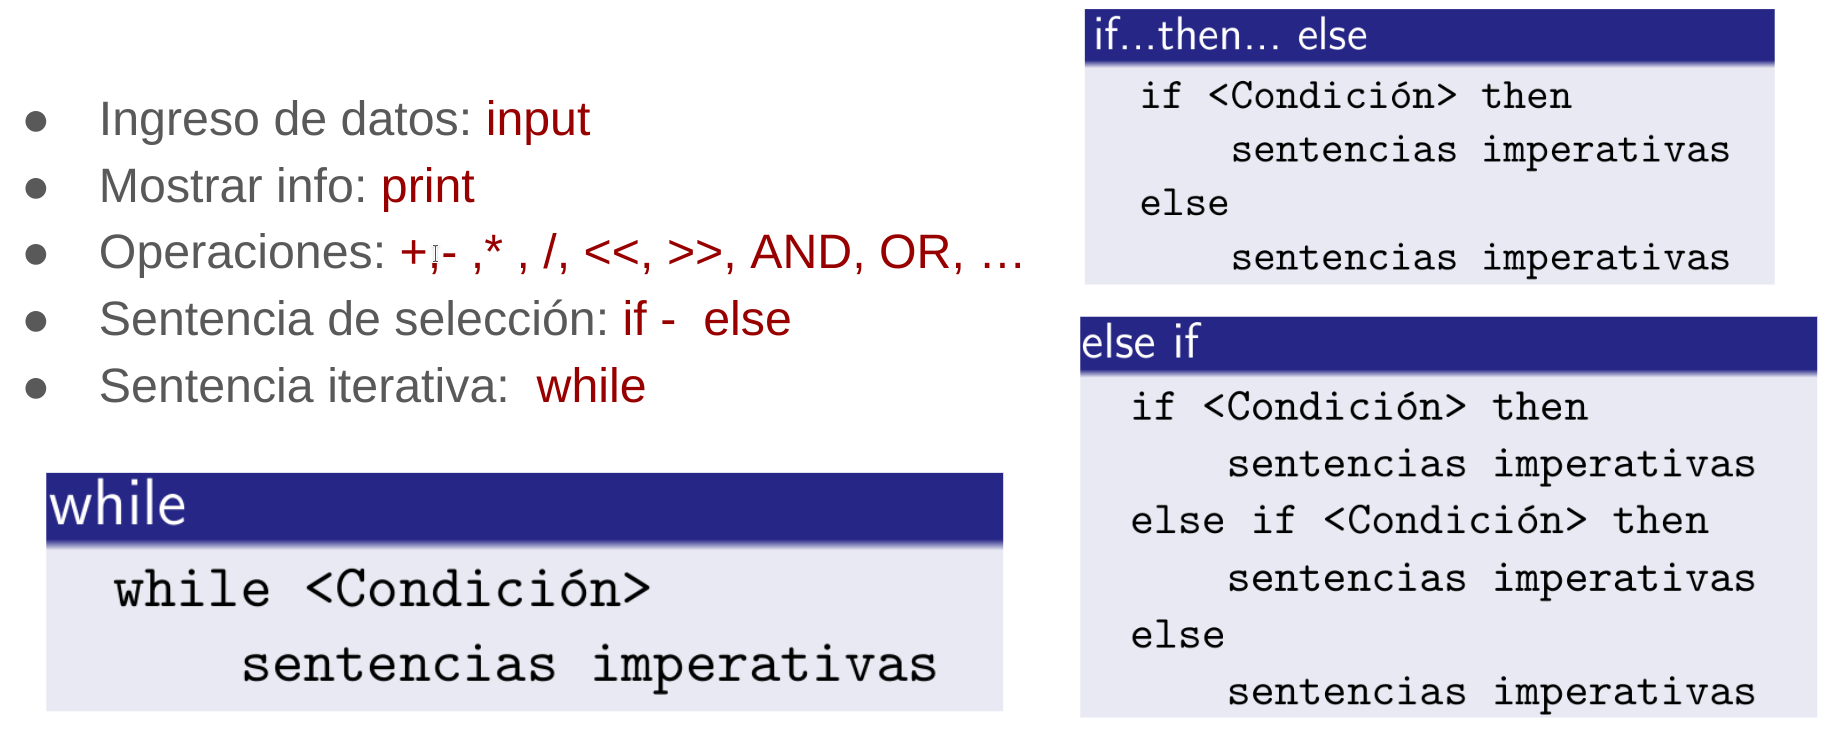 ● Ingreso de datos: input
● Mostrar info: print
● Operaciones: +,- ,* , /, <<, >>, AND, OR, …
● Sentencia de selección: if - else
● Sentencia iterativa: while
while
while <Condición>
sentencias imperativas
if...then... else
if <Condición> then
sentencias imperativas
else
sentencias imperativas
else if
if <Condición> then
sentencias imperativas
else if <Condición> then
sentencias imperativas
else
sentencias imperativas